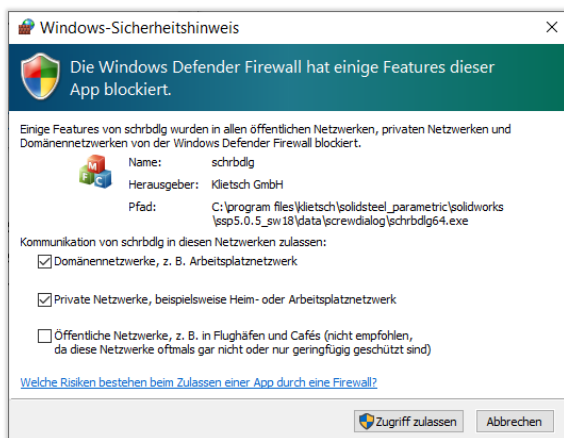 Windows-Sicherheitshinweis
Die Windows Defender Firewall hat einige Features dieser
App blockiert.
Einige Features von schrbdlg wurden in allen öffentlichen Netzwerken, privaten Netzwerken und
Domänennetzwerken von der Windows Defender Firewall blockiert.
Name: schrbdlg
Herausgeber: Klietsch GmbH
Pfad: C:\program files\klietsch\solidsteel_parametric\solidworks
\ssp5.0.5_sw18\data\screwdialog\schrbdlg64.exe
Kommunikation von schrbdlg in diesen Netzwerken zulassen:
Domänennetzwerke, z. B. Arbeitsplatznetzwerk
Private Netzwerke, beispielsweise Heim- oder Arbeitsplatznetzwerk
Öffentliche Netzwerke, z. B. in Flughäfen und Cafés (nicht empfohlen,
da diese Netzwerke oftmals gar nicht oder nur geringfügig geschützt sind)
Welche Risiken bestehen beim Zulassen einer App durch eine Firewall?
Zugriff zulassen Abbrechen